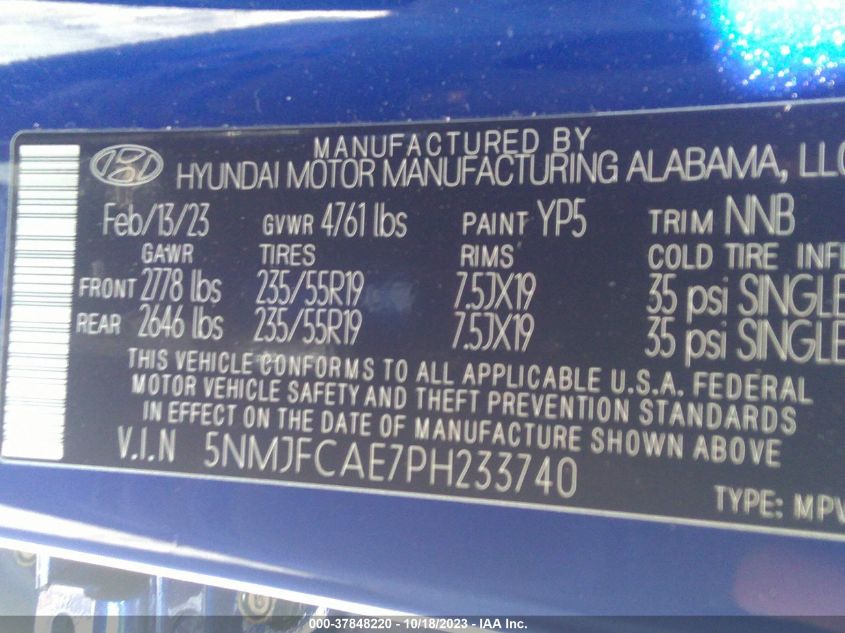 MANUFACTURED BY
HYUNDAI MOTOR MANUFACTURING ALABAMA, LLC
Feb/13/23 GVWR 4761 lbs PAINT YP5 TRIM NNB
GAWR TIRES RIMS COLD TIRE INFL
FRONT 2778 lbs 235/55R19 7.5JX19 35 psi SINGLE
REAR 2646 lbs 235/55R19 7.5JX19 35 psi SINGLE
THIS VEHICLE CONFORMS TO ALL APPLICABLE U.S.A. FEDERAL
MOTOR VEHICLE SAFETY AND THEFT PREVENTION STANDARDS
IN EFFECT ON THE DATE OF MANUFACTURE SHOWN ABOVE
V.I.N 5NMJFCAE7PH233740
TYPE: MPV
000-37848220 - 10/18/2023 - IAA Inc.